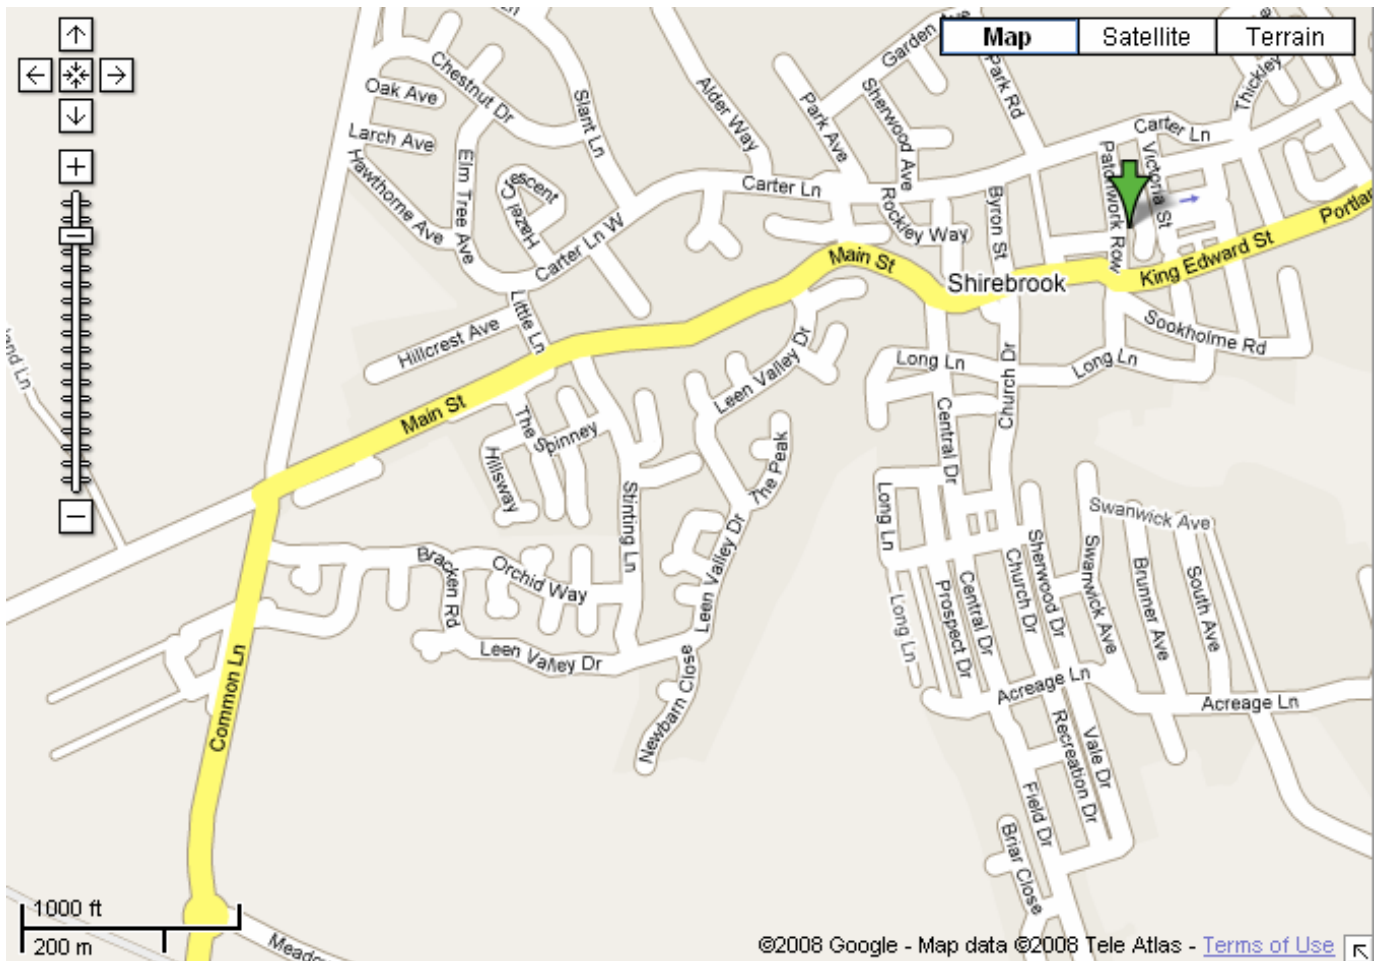 Map
Satellite
Terrain
Garden Ave
Thickley
Chestnut Dr
Oak Ave
Slant Ln
Alder Way
Park Ave
Sherwood Ave
Park Rd
Larch Ave
Hawthorne Ave
Elm Tree Ave
Hazel Crescent
Carter Ln
Carter Ln
Victoria St
Patchwork Row
Carter Ln W
Rockley Way
Byron St
Portlan
Main St
King Edward St
Shirebrook
Little Ln
Hillcrest Ave
and Ln
Sookholme Rd
Leen Valley Dr
Long Ln
Church Dr
Long Ln
Main St
The Spinney
Hillsway
Central Dr
The Peak
Stinting Ln
Long Ln
Swanwick Ave
Bracken Rd
Orchid Way
Leen Valley Dr
Prospect Dr
Central Dr
Church Dr
Sherwood Dr
Swanwick Ave
Brunner Ave
South Ave
Long Ln
Leen Valley Dr
Newbarn Close
Acreage Ln
Acreage Ln
Common Ln
Recreation Dr
Vale Dr
Field Dr
Briar Close
Meado
1000 ft
200 m
©2008 Google - Map data ©2008 Tele Atlas - Terms of Use